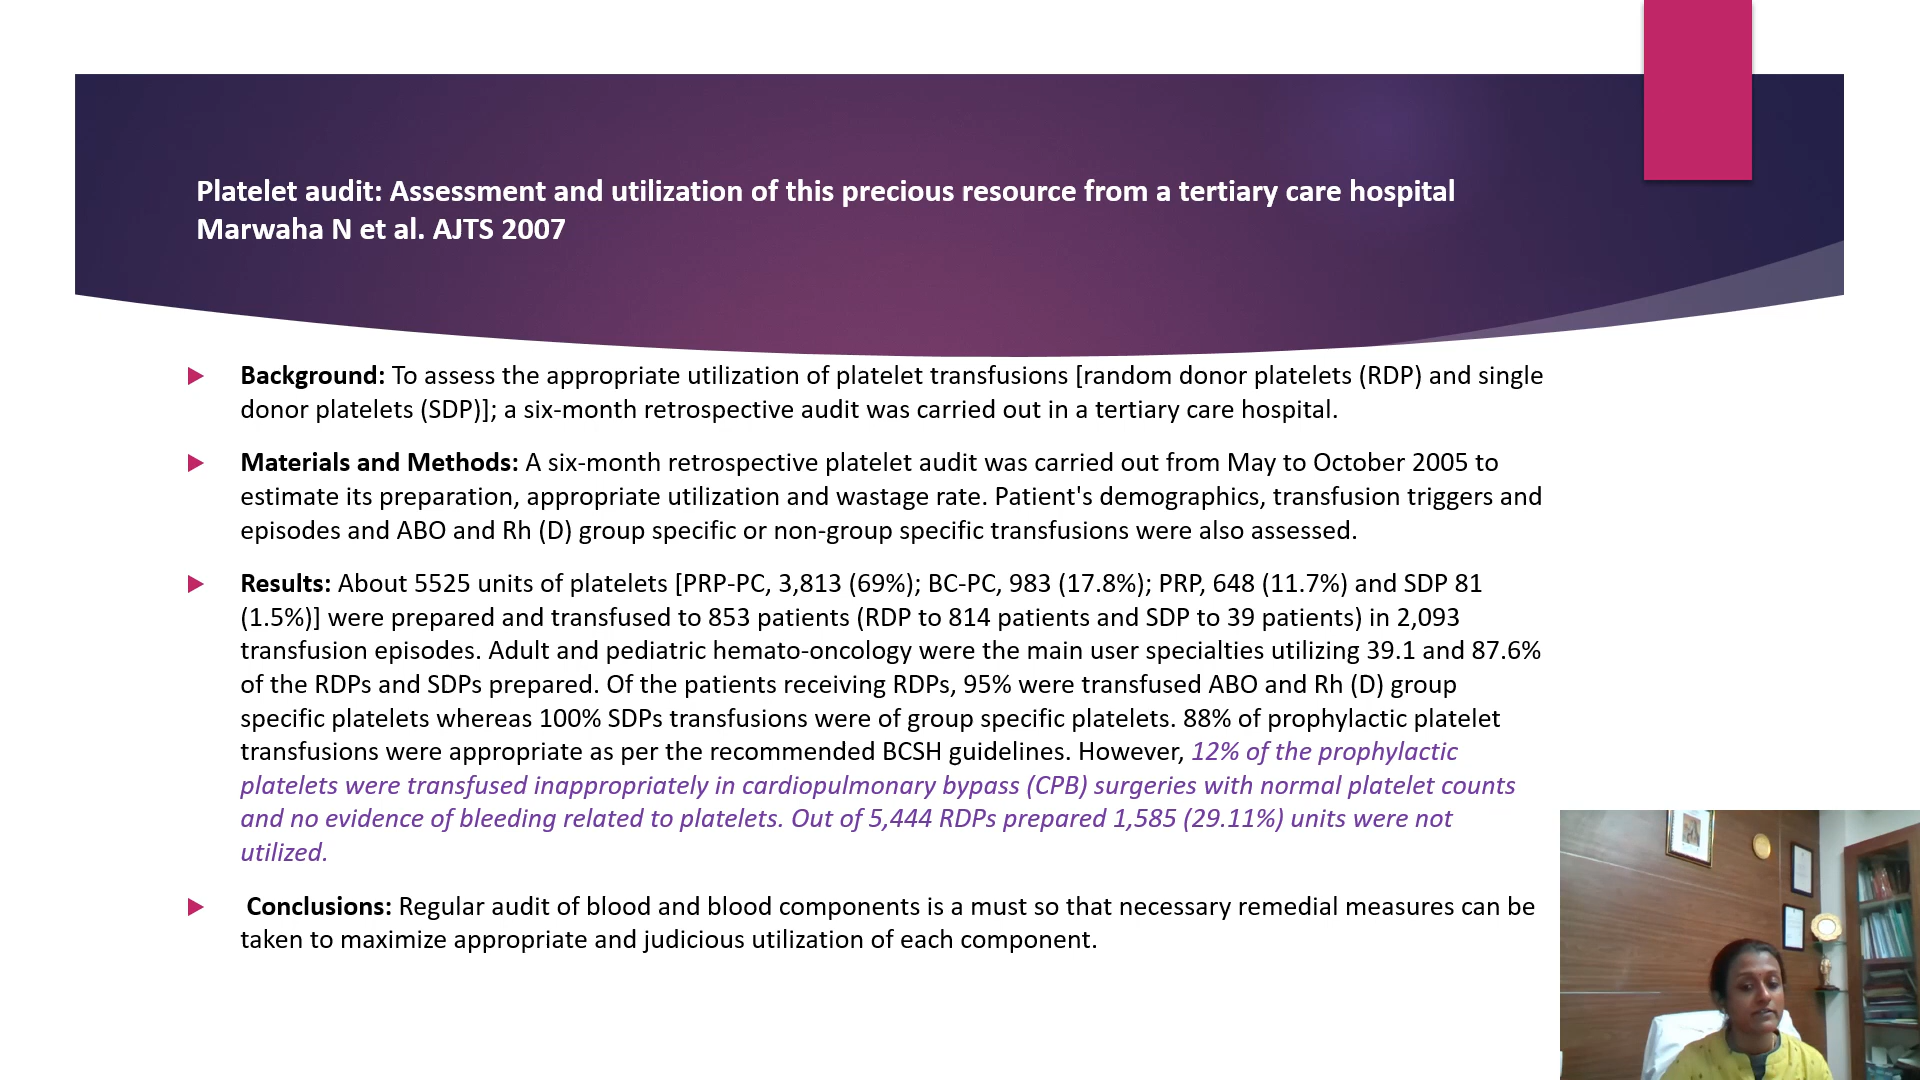 Platelet audit: Assessment and utilization of this precious resource from a tertiary care hospital
Marwaha N et al. AJTS 2007
Background: To assess the appropriate utilization of platelet transfusions [random donor platelets (RDP) and single
donor platelets (SDP)]; a six-month retrospective audit was carried out in a tertiary care hospital.
Materials and Methods: A six-month retrospective platelet audit was carried out from May to October 2005 to
estimate its preparation, appropriate utilization and wastage rate. Patient's demographics, transfusion triggers and
episodes and ABO and Rh (D) group specific or non-group specific transfusions were also assessed.
Results: About 5525 units of platelets [PRP-PC, 3,813 (69%); BC-PC, 983 (17.8%); PRP, 648 (11.7%) and SDP 81
(1.5%)] were prepared and transfused to 853 patients (RDP to 814 patients and SDP to 39 patients) in 2,093
transfusion episodes. Adult and pediatric hemato-oncology were the main user specialties utilizing 39.1 and 87.6%
of the RDPs and SDPs prepared. Of the patients receiving RDPs, 95% were transfused ABO and Rh (D) group
specific platelets whereas 100% SDPs transfusions were of group specific platelets. 88% of prophylactic platelet
transfusions were appropriate as per the recommended BCSH guidelines. However, 12% of the prophylactic
platelets were transfused inappropriately in cardiopulmonary bypass (CPB) surgeries with normal platelet counts
and no evidence of bleeding related to platelets. Out of 5,444 RDPs prepared 1,585 (29.11%) units were not
utilized.
Conclusions: Regular audit of blood and blood components is a must so that necessary remedial measures can be
taken to maximize appropriate and judicious utilization of each component.